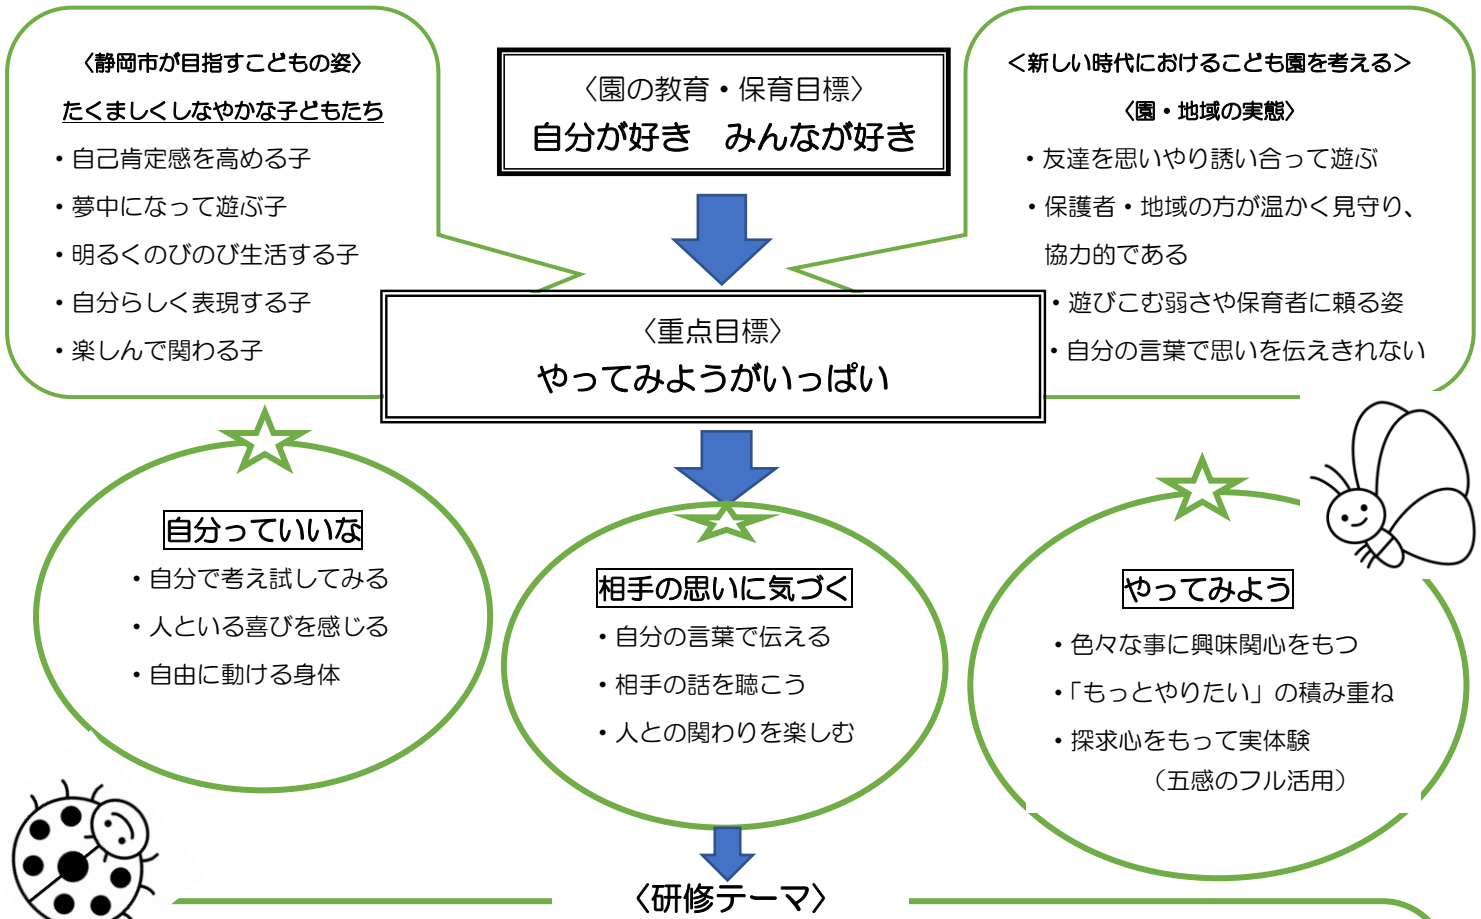 〈静岡市が目指すこどもの姿〉
たくましくしなやかな子どもたち
・自己肯定感を高める子
・夢中になって遊ぶ子
・明るくのびのび生活する子
・自分らしく表現する子
・楽しんで関わる子
〈園の教育・保育目標〉
自分が好き　みんなが好き
＜新しい時代におけるこども園を考える＞
〈園・地域の実態〉
・友達を思いやり誘い合って遊ぶ
・保護者・地域の方が温かく見守り、
協力的である
・遊びこむ弱さや保育者に頼る姿
・自分の言葉で思いを伝えきれない
〈重点目標〉
やってみようがいっぱい
自分っていいな
・自分で考え試してみる
・人といる喜びを感じる
・自由に動ける身体
相手の思いに気づく
・自分の言葉で伝える
・相手の話を聴こう
・人との関わりを楽しむ
やってみよう
・色々な事に興味関心をもつ
・「もっとやりたい」の積み重ね
・探求心をもって実体験
（五感のフル活用）
〈研修テーマ〉